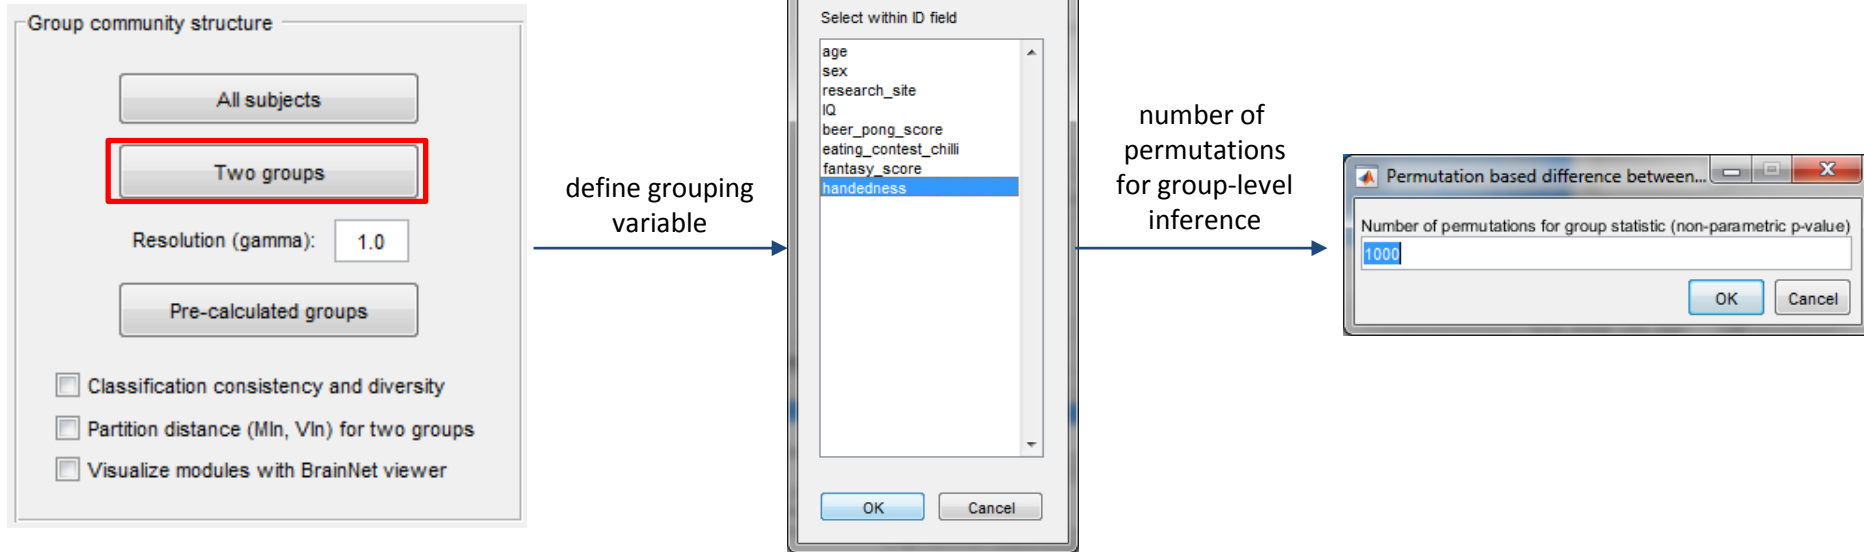 Group community structure
All subjects
Two groups
Resolution (gamma):
1.0
Pre-calculated groups
Classification consistency and diversity
Partition distance (MIn, VIn) for two groups
Visualize modules with BrainNet viewer
define grouping
variable
Select within ID field
age
sex
research_site
IQ
beer_pong_score
eating_contest_chilli
fantasy_score
handedness
OK
Cancel
number of
permutations
for group-level
inference
Permutation based difference between...
Number of permutations for group statistic (non-parametric p-value)
1000
OK
Cancel